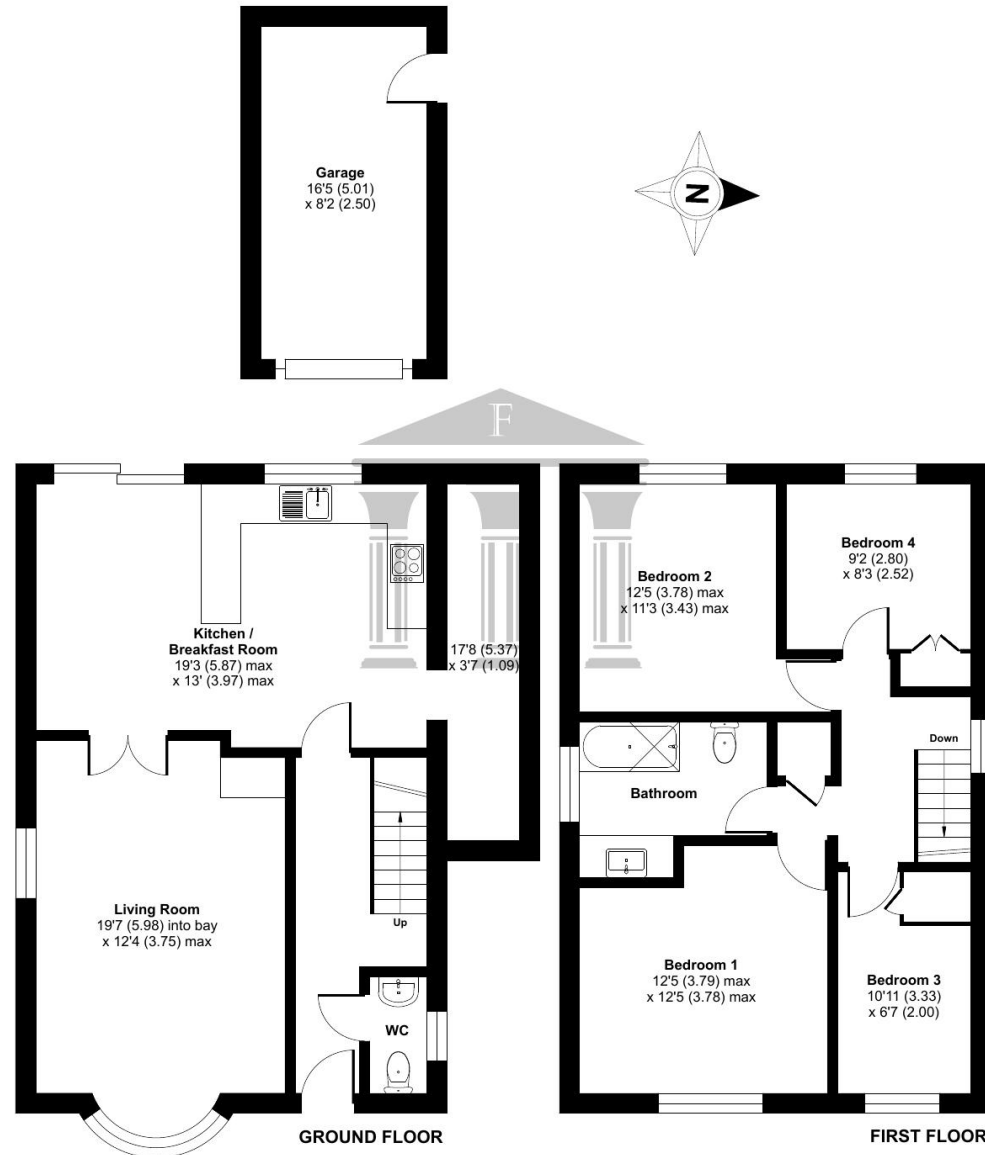 Garage
16'5 (5.01)
x 8'2 (2.50)
N
F
Kitchen /
Breakfast Room
19'3 (5.87) max
x 13' (3.97) max
17'8 (5.37)
x 3'7 (1.09)
Living Room
19'7 (5.98) into bay
x 12'4 (3.75) max
Up
WC
GROUND FLOOR
Bedroom 2
12'5 (3.78) max
x 11'3 (3.43) max
Bedroom 4
9'2 (2.80)
x 8'3 (2.52)
Down
Bathroom
Bedroom 1
12'5 (3.79) max
x 12'5 (3.78) max
Bedroom 3
10'11 (3.33)
x 6'7 (2.00)
FIRST FLOOR